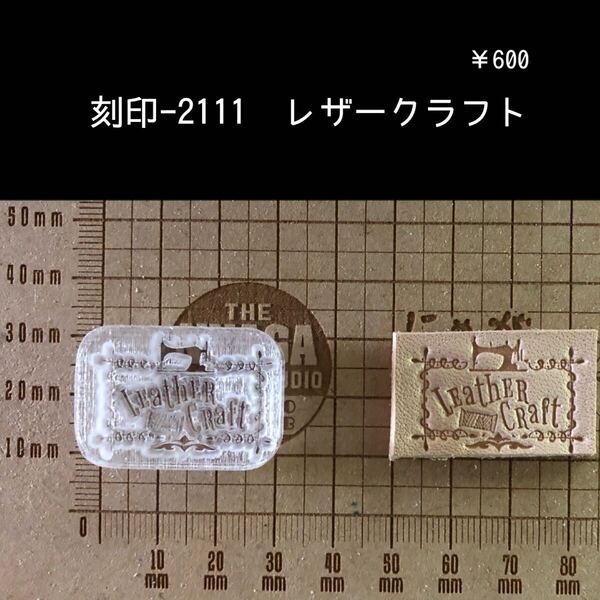 ￥600
刻印-2111　レザークラフト
50mm
40mm
30mm
20mm
10mm
0
THE
UDIO
Leather
Craft
Leather
Craft
10 20 30 40 50 60 70 80
mm mm mm mm mm mm mm mm